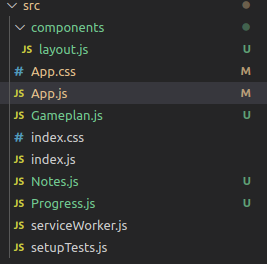 src
components
JS layout.js U
# App.css M
JS App.js M
JS Gameplan.js U
# index.css
JS index.js
JS Notes.js U
JS Progress.js U
JS serviceWorker.js
JS setupTests.js